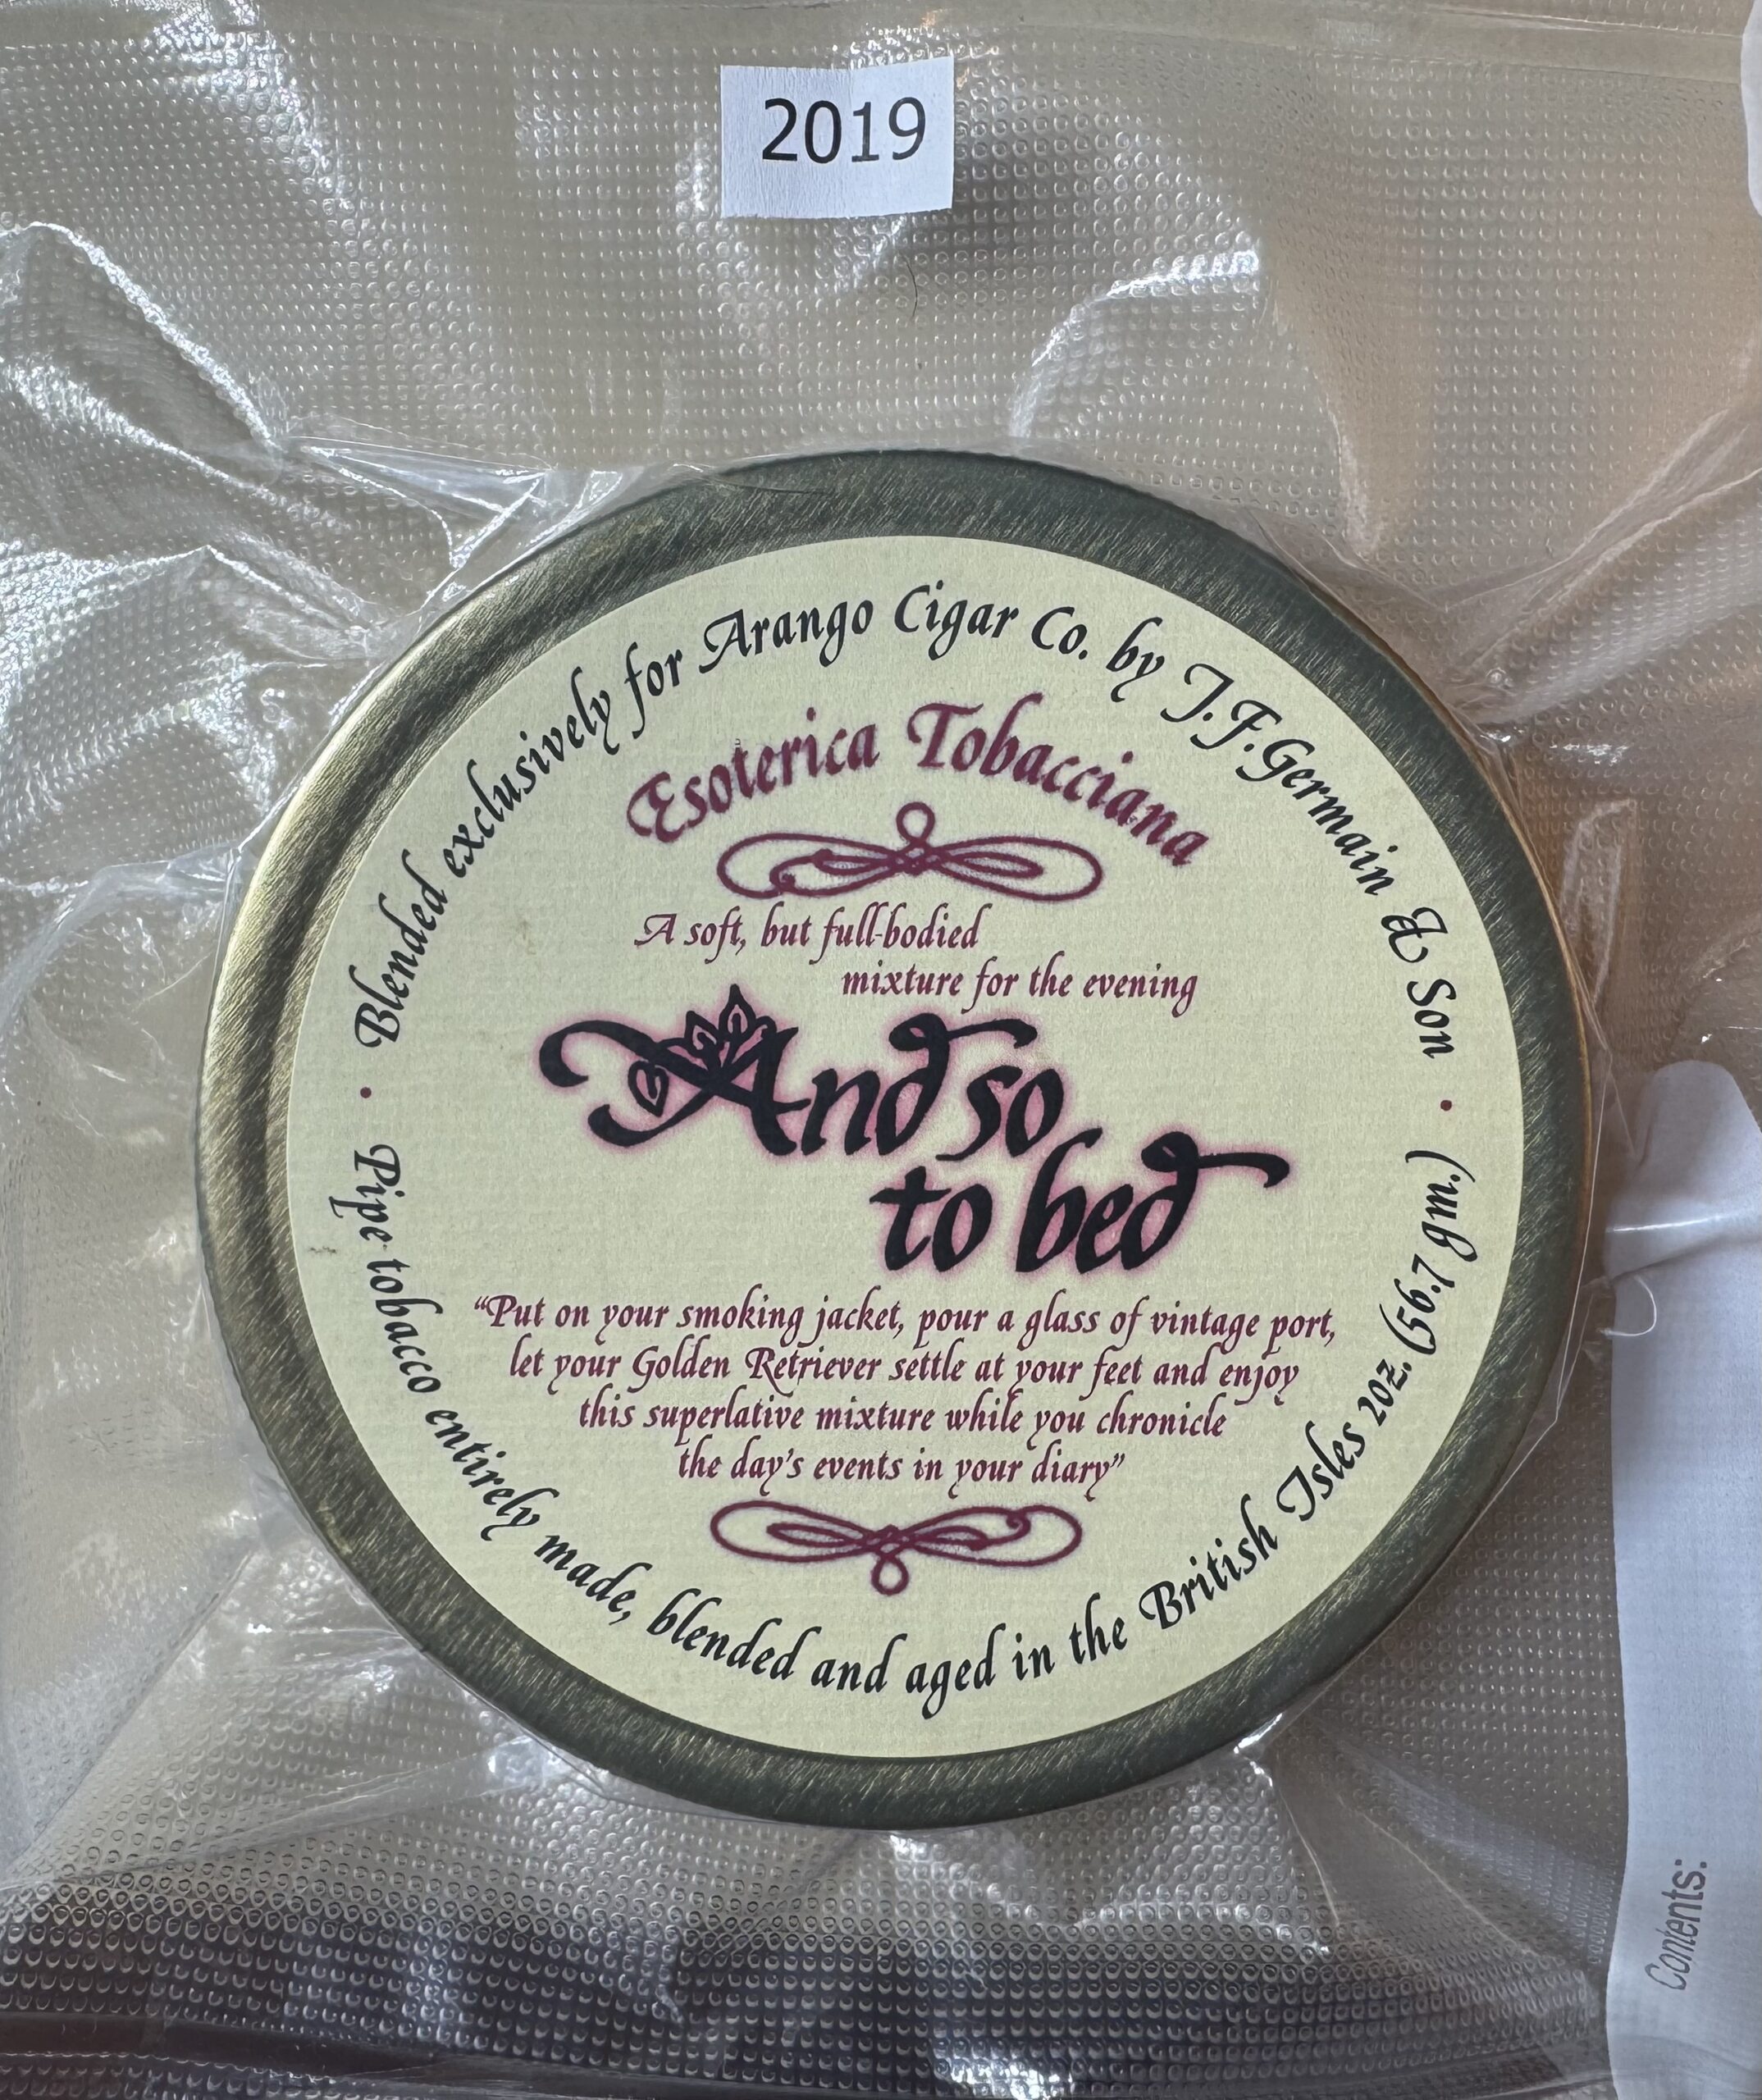 2019
Blended exclusively for Arango Cigar Co. by J.F.Germain & Son
Esoterica Tobacciana
A soft, but full-bodied
mixture for the evening
And so
to bed
"Put on your smoking jacket, pour a glass of vintage port,
let your Golden Retriever settle at your feet and enjoy
this superlative mixture while you chronicle
the day's events in your diary"
Pipe tobacco entirely made, blended and aged in the British Isles 2oz. (56.7 gm.)
Contents: